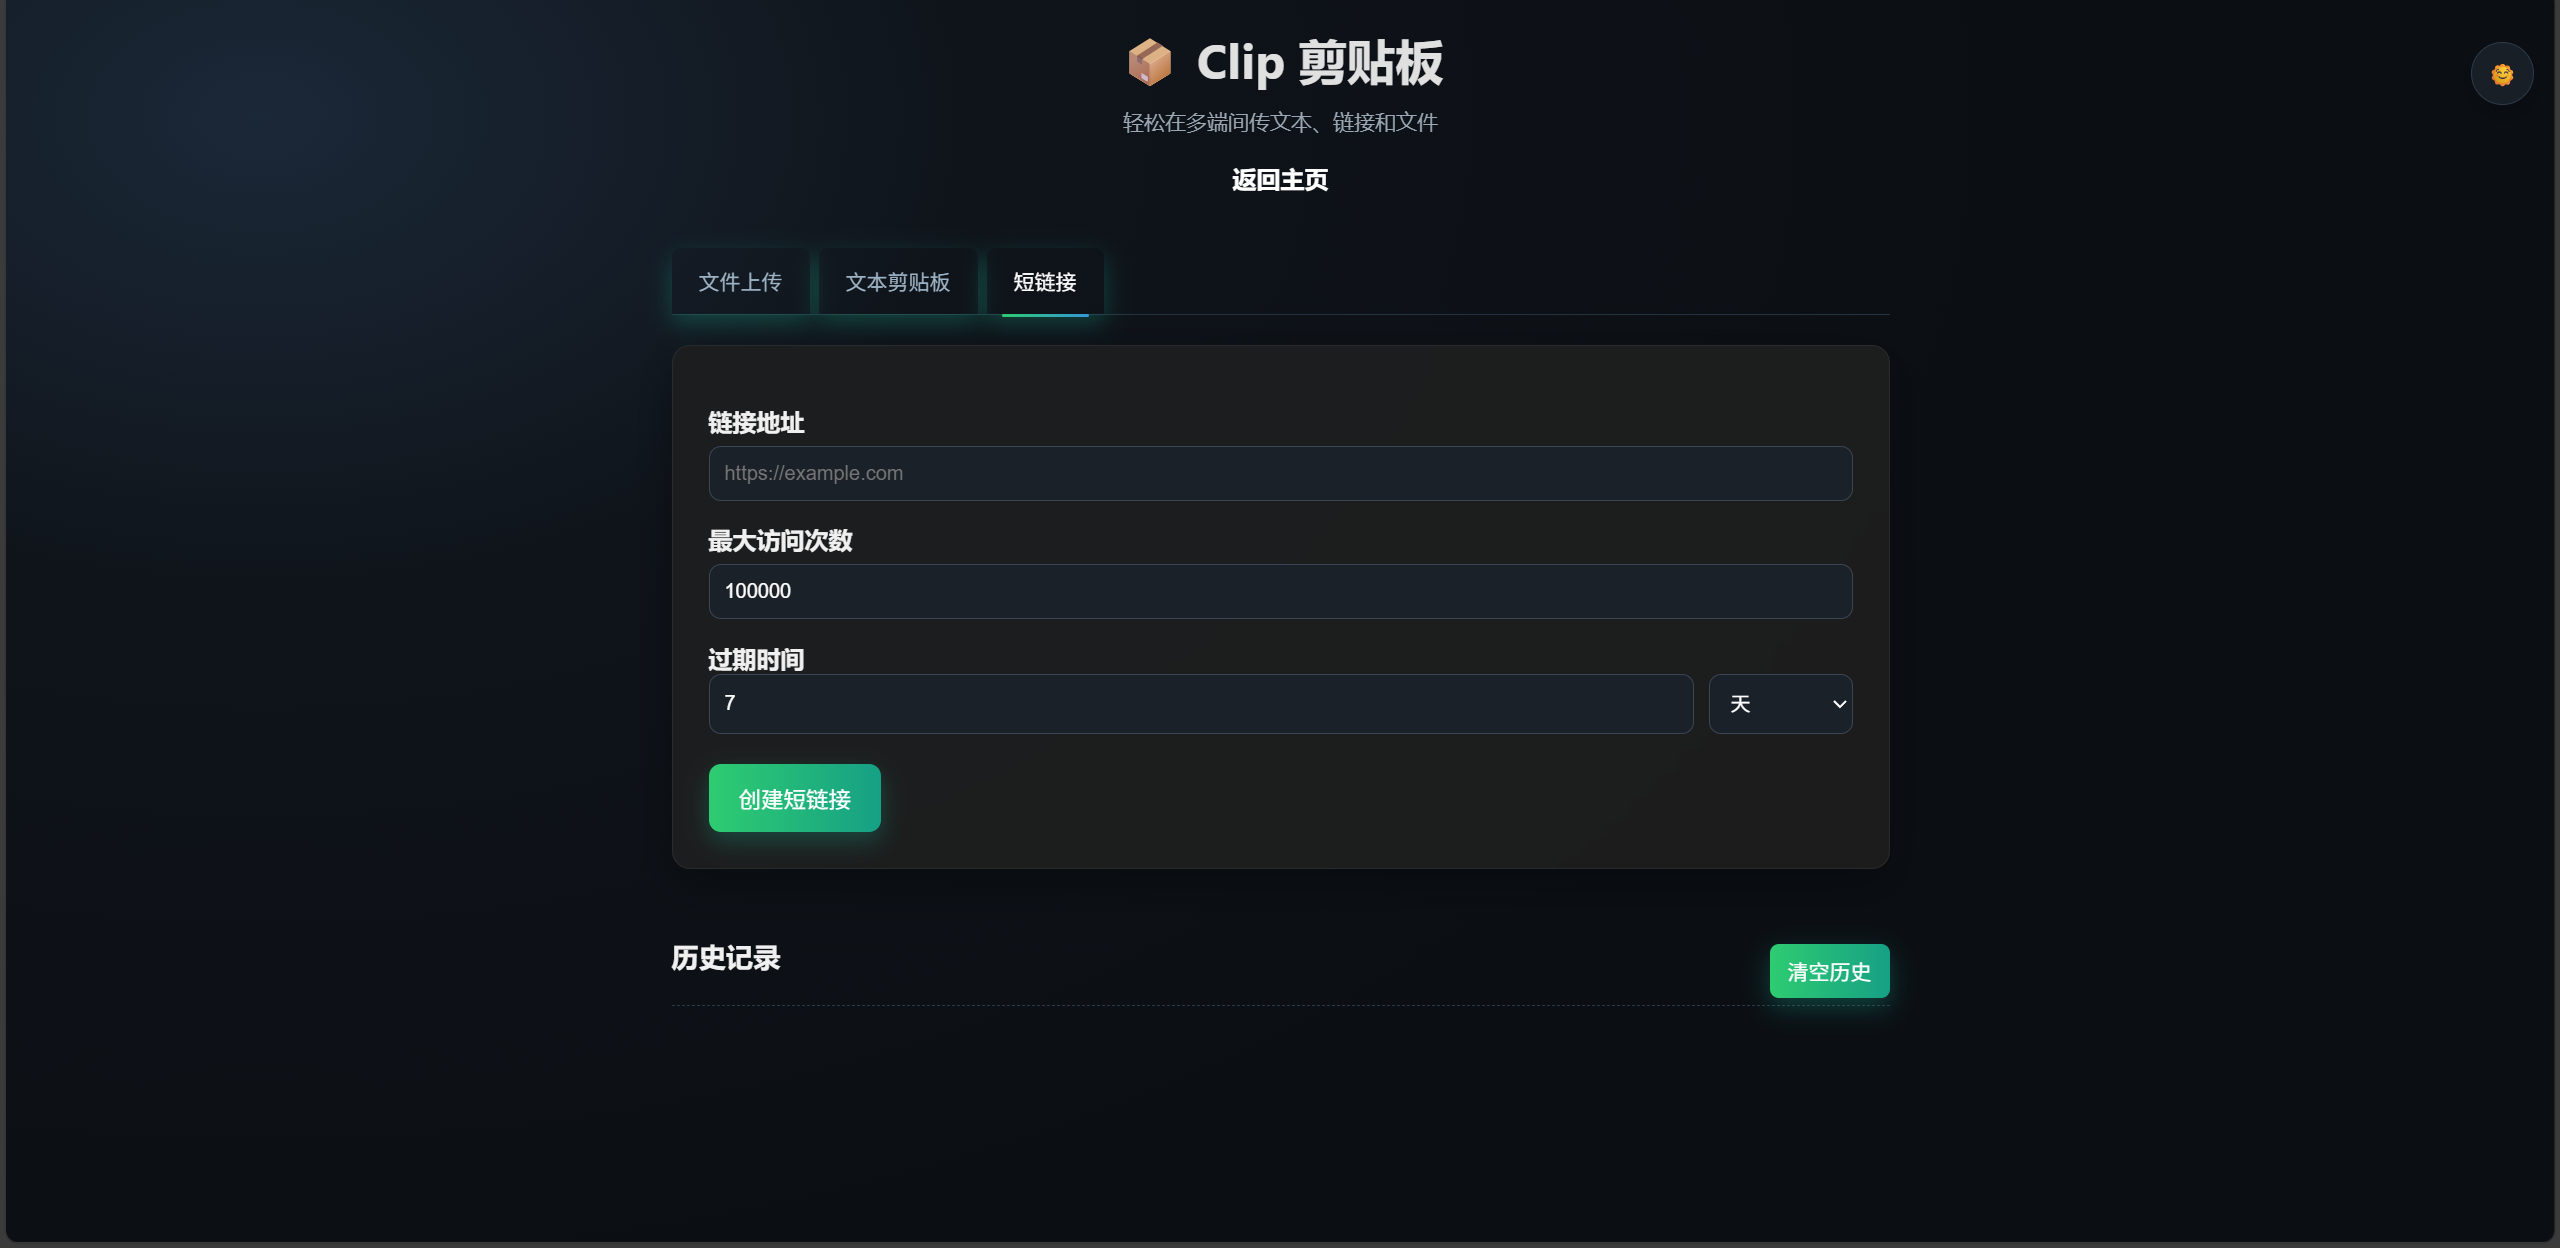 Clip 剪贴板
轻松在多端间传文本、链接和文件
返回主页
文件上传 文本剪贴板 短链接
链接地址
https://example.com
最大访问次数
100000
过期时间
7 天
创建短链接
历史记录 清空历史